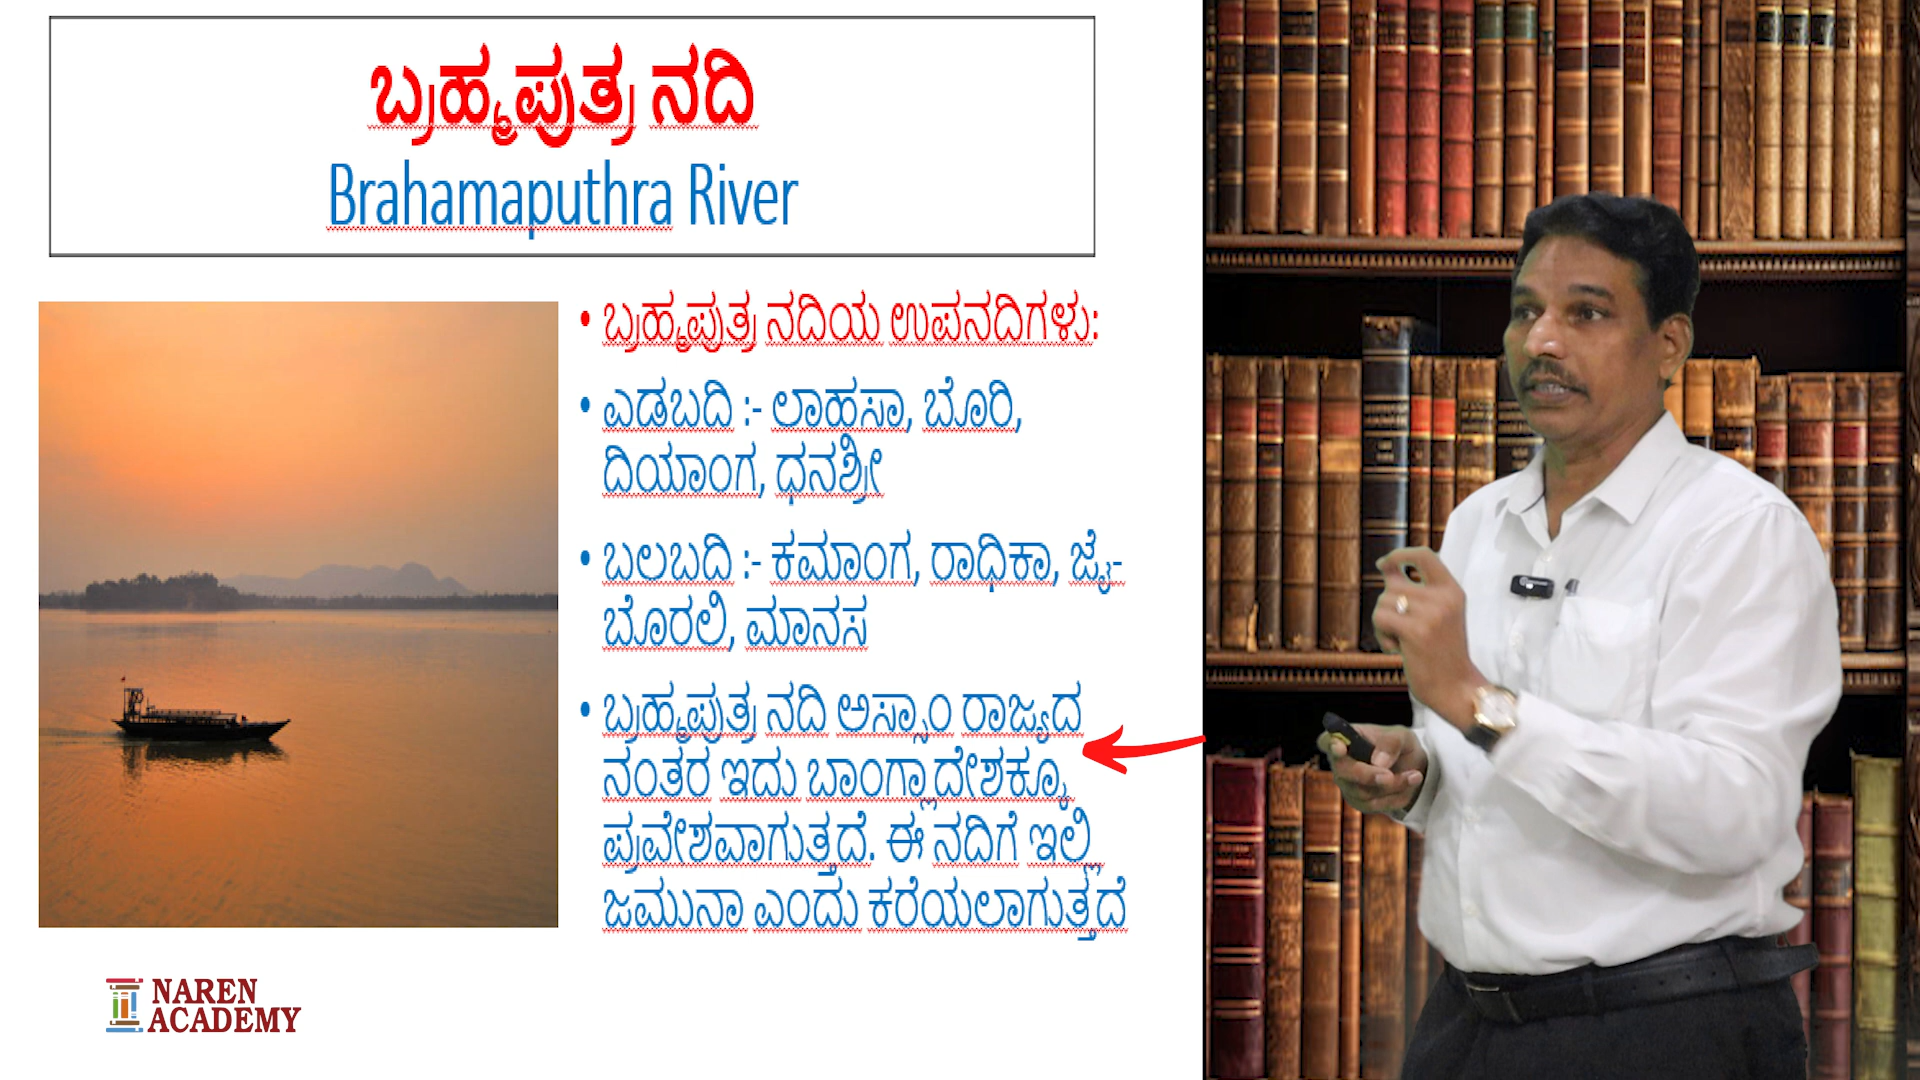 ಬ್ರಹ್ಮಪುತ್ರ ನದಿ
Brahamaputhra River
• ಬ್ರಹ್ಮಪುತ್ರ ನದಿಯ ಉಪನದಿಗಳು:
• ಎಡಬದಿ :- ಲಾಹಸಾ, ಬೊರಿ,
ದಿಯಾಂಗ, ಧನಶ್ರೀ
• ಬಲಬದಿ :- ಕಮಾಂಗ, ರಾಧಿಕಾ, ಜೈ-
ಬೊರಲಿ, ಮಾನಸ
• ಬ್ರಹ್ಮಪುತ್ರ ನದಿ ಅಸ್ಸಾಂ ರಾಜ್ಯದ
ನಂತರ ಇದು ಬಾಂಗ್ಲಾದೇಶಕ್ಕೂ
ಪ್ರವೇಶವಾಗುತ್ತದೆ. ಈ ನದಿಗೆ ಇಲ್ಲಿ
ಜಮುನಾ ಎಂದು ಕರೆಯಲಾಗುತ್ತದೆ
NAREN
ACADEMY